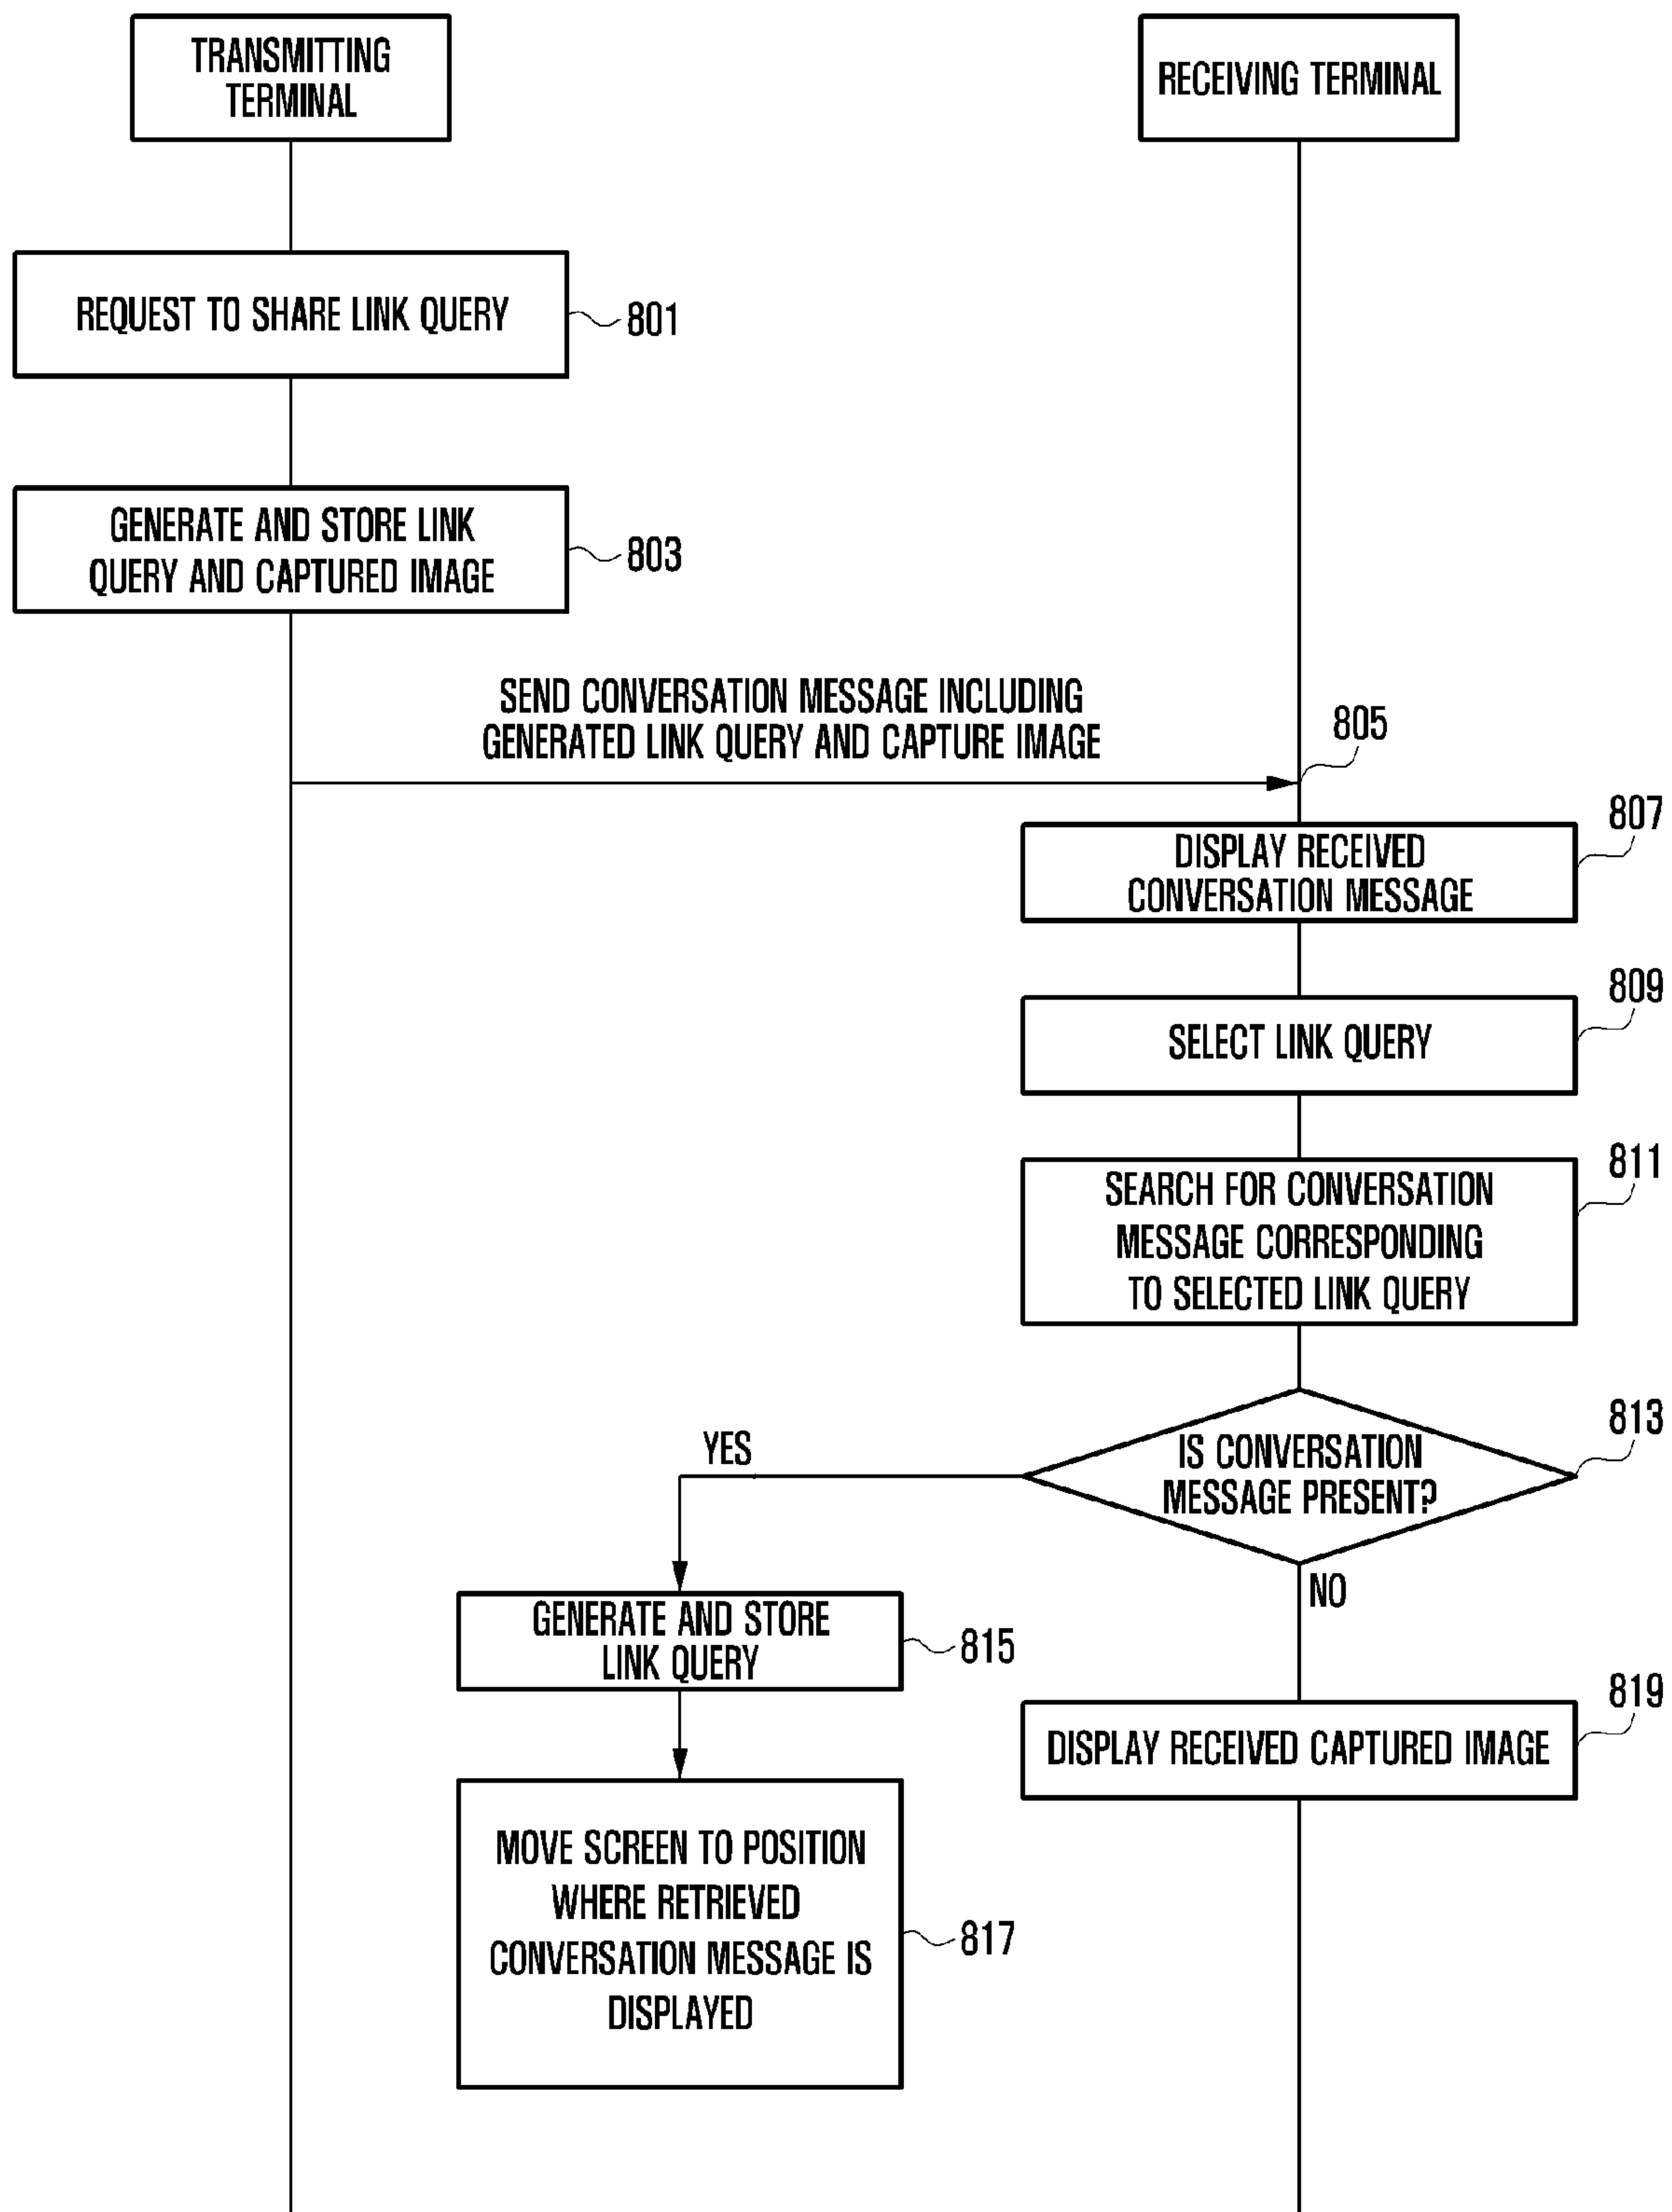 TRANSMITTING
TERMINAL
RECEIVING TERMINAL
REQUEST TO SHARE LINK QUERY
801
GENERATE AND STORE LINK
QUERY AND CAPTURED IMAGE
803
SEND CONVERSATION MESSAGE INCLUDING
GENERATED LINK QUERY AND CAPTURE IMAGE
805
807
DISPLAY RECEIVED
CONVERSATION MESSAGE
809
SELECT LINK QUERY
811
SEARCH FOR CONVERSATION
MESSAGE CORRESPONDING
TO SELECTED LINK QUERY
813
IS CONVERSATION
MESSAGE PRESENT?
YES
NO
GENERATE AND STORE
LINK QUERY
815
819
DISPLAY RECEIVED CAPTURED IMAGE
MOVE SCREEN TO POSITION
WHERE RETRIEVED
CONVERSATION MESSAGE IS
DISPLAYED
817